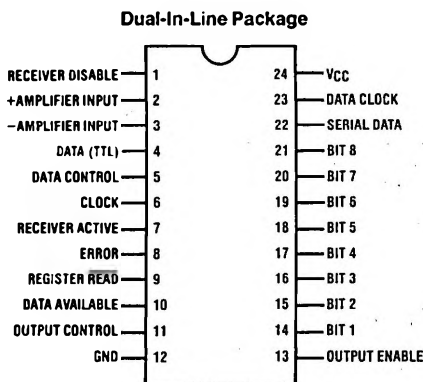 Dual-In-Line Package
RECEIVER DISABLE 1 24 VCC
+AMPLIFIER INPUT 2 23 DATA CLOCK
−AMPLIFIER INPUT 3 22 SERIAL DATA
DATA (TTL) 4 21 BIT 8
DATA CONTROL 5 20 BIT 7
CLOCK 6 19 BIT 6
RECEIVER ACTIVE 7 18 BIT 5
ERROR 8 17 BIT 4
REGISTER READ 9 16 BIT 3
DATA AVAILABLE 10 15 BIT 2
OUTPUT CONTROL 11 14 BIT 1
GND 12 13 OUTPUT ENABLE